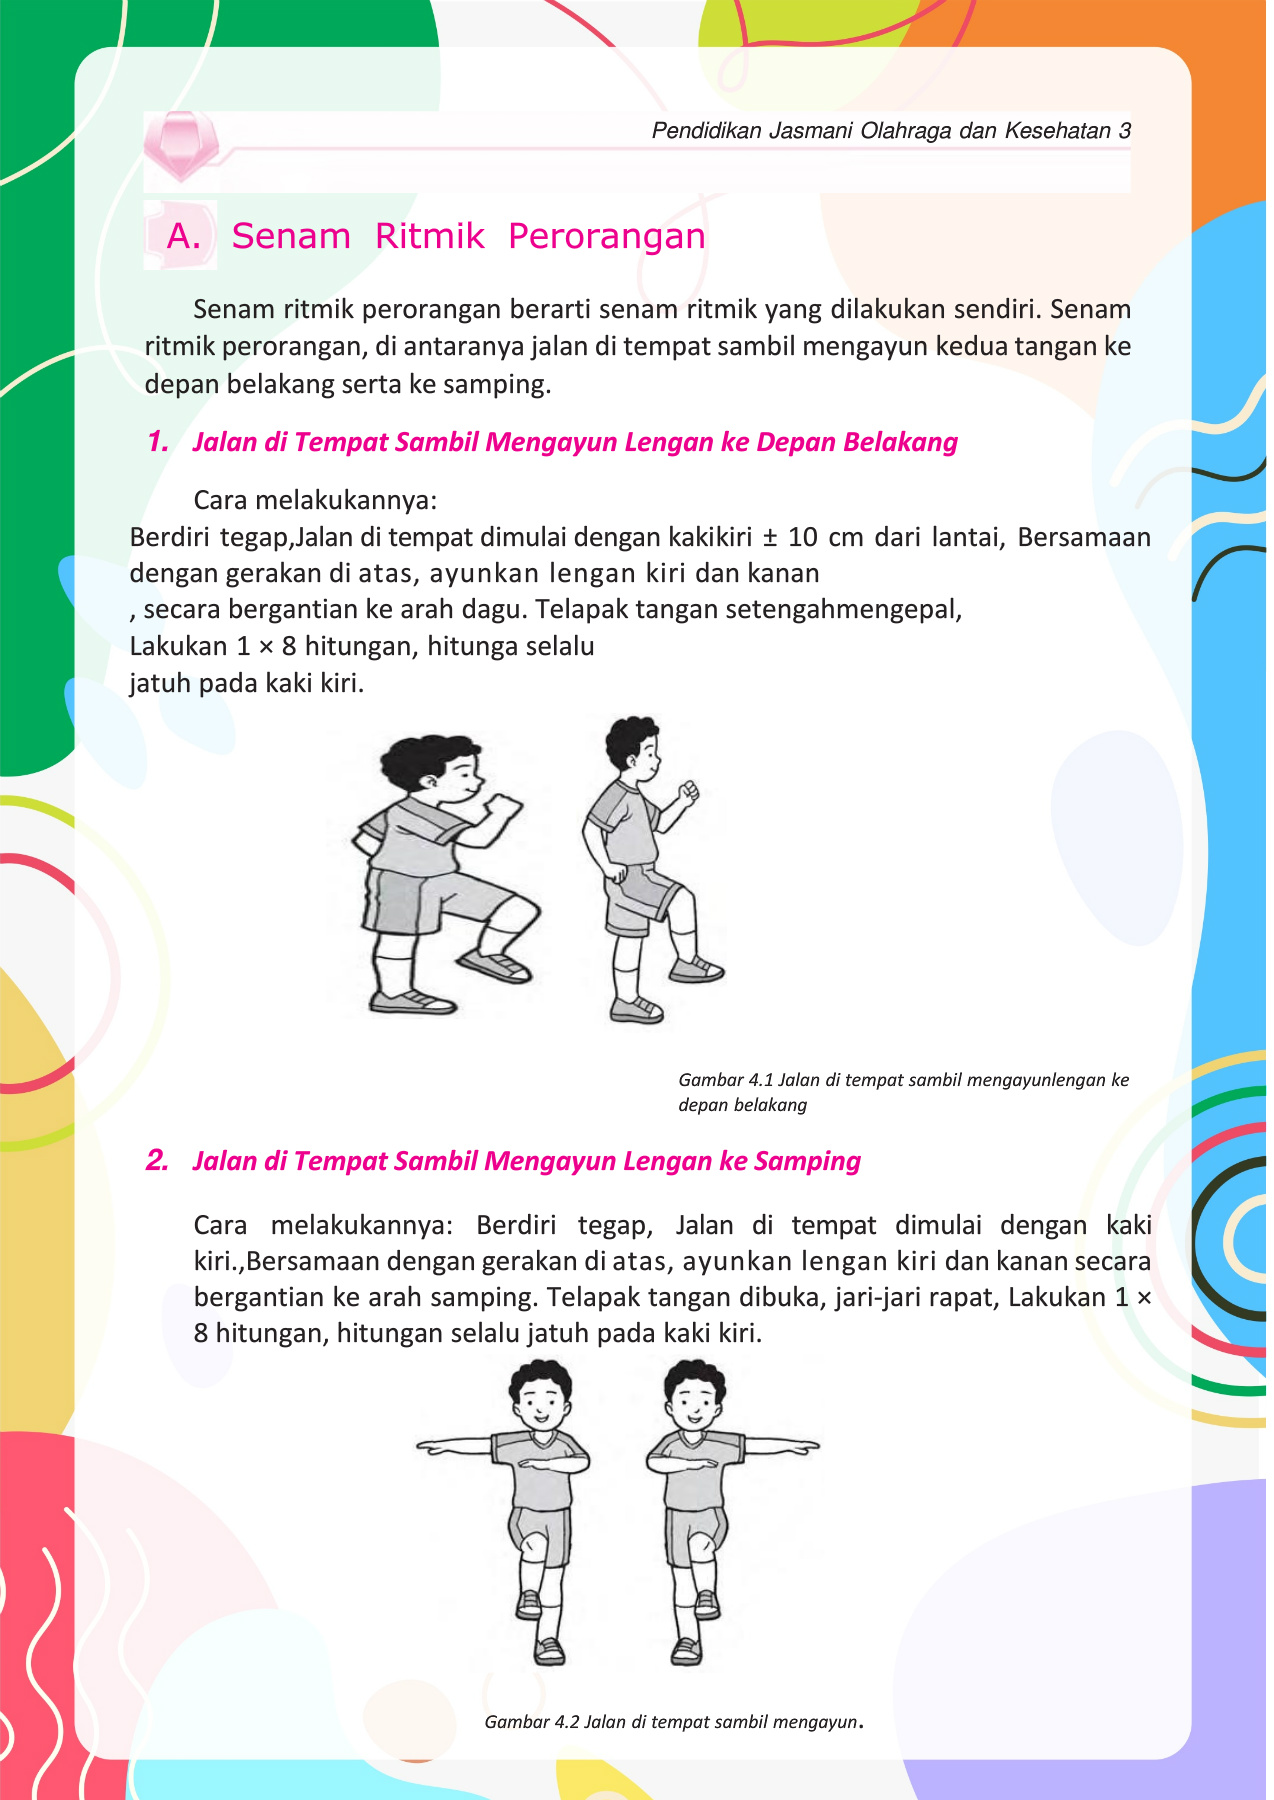 Pendidikan Jasmani Olahraga dan Kesehatan 3
A. Senam Ritmik Perorangan
Senam ritmik perorangan berarti senam ritmik yang dilakukan sendiri. Senam
ritmik perorangan, di antaranya jalan di tempat sambil mengayun kedua tangan ke
depan belakang serta ke samping.
1. Jalan di Tempat Sambil Mengayun Lengan ke Depan Belakang
Cara melakukannya:
Berdiri tegap,Jalan di tempat dimulai dengan kakikiri ± 10 cm dari lantai, Bersamaan
dengan gerakan di atas, ayunkan lengan kiri dan kanan
, secara bergantian ke arah dagu. Telapak tangan setengahmengepal,
Lakukan 1 × 8 hitungan, hitunga selalu
jatuh pada kaki kiri.
Gambar 4.1 Jalan di tempat sambil mengayunlengan ke
depan belakang
2. Jalan di Tempat Sambil Mengayun Lengan ke Samping
Cara melakukannya: Berdiri tegap, Jalan di tempat dimulai dengan kaki
kiri.,Bersamaan dengan gerakan di atas, ayunkan lengan kiri dan kanan secara
bergantian ke arah samping. Telapak tangan dibuka, jari-jari rapat, Lakukan 1 ×
8 hitungan, hitungan selalu jatuh pada kaki kiri.
Gambar 4.2 Jalan di tempat sambil mengayun.